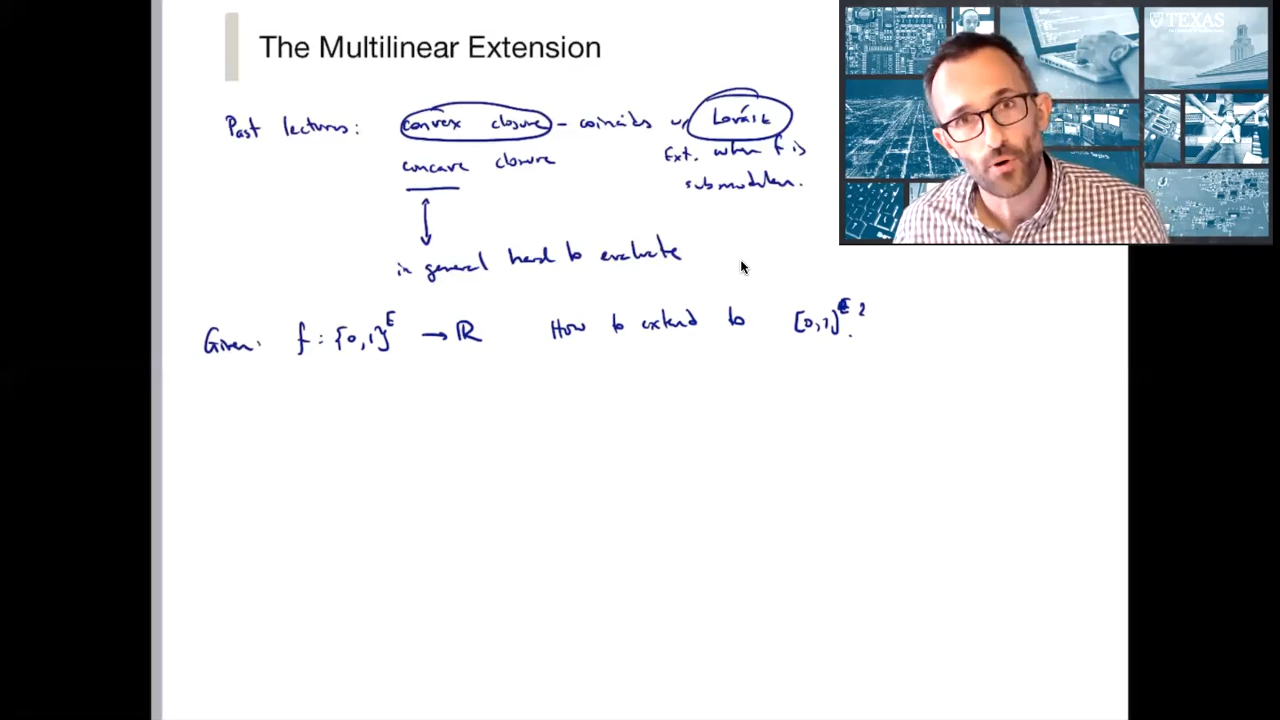 The Multilinear Extension
TEXAS
Past lectures: convex closure – coincides w/ Lovász
concave closure
Ext. when f is
submodular.
in general hard to evaluate
Given: f : {0,1}^E → ℝ How to extend to [0,1]^E ?